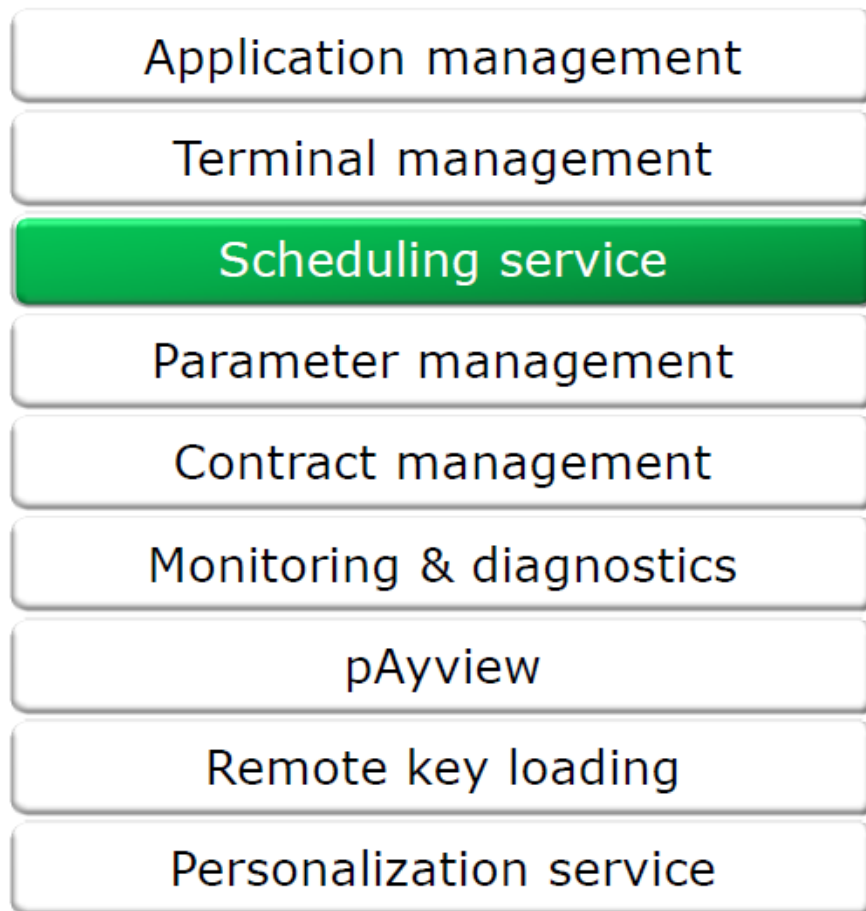 Application management
Terminal management
Scheduling service
Parameter management
Contract management
Monitoring & diagnostics
pAyview
Remote key loading
Personalization service